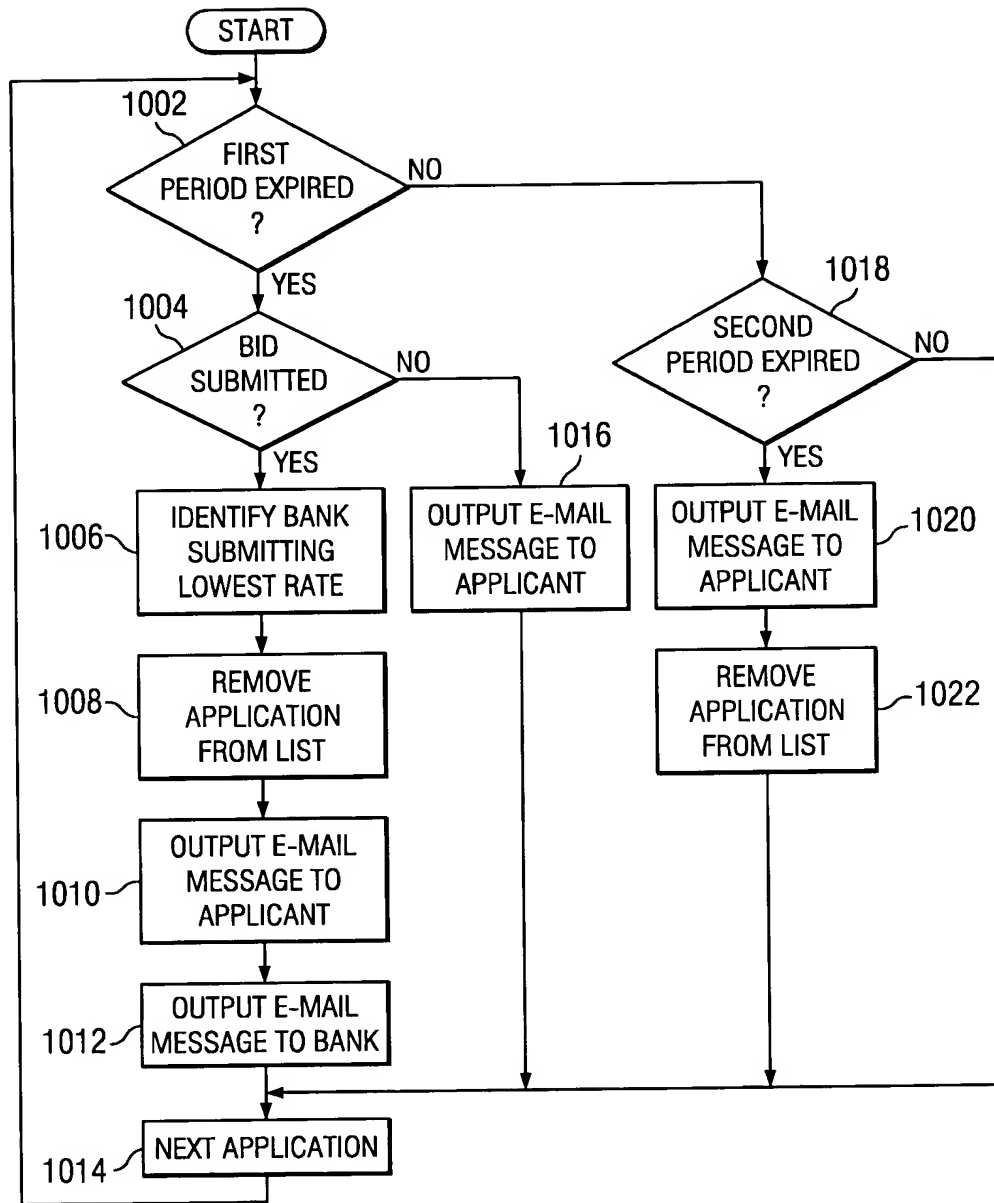 START
1002
FIRST
PERIOD EXPIRED
?
NO
YES
1004
BID
SUBMITTED
?
NO
YES
1018
SECOND
PERIOD EXPIRED
?
NO
YES
1006
IDENTIFY BANK
SUBMITTING
LOWEST RATE
1016
OUTPUT E-MAIL
MESSAGE TO
APPLICANT
OUTPUT E-MAIL
MESSAGE TO
APPLICANT
1020
1008
REMOVE
APPLICATION
FROM LIST
REMOVE
APPLICATION
FROM LIST
1022
1010
OUTPUT E-MAIL
MESSAGE TO
APPLICANT
1012
OUTPUT E-MAIL
MESSAGE TO BANK
1014
NEXT APPLICATION